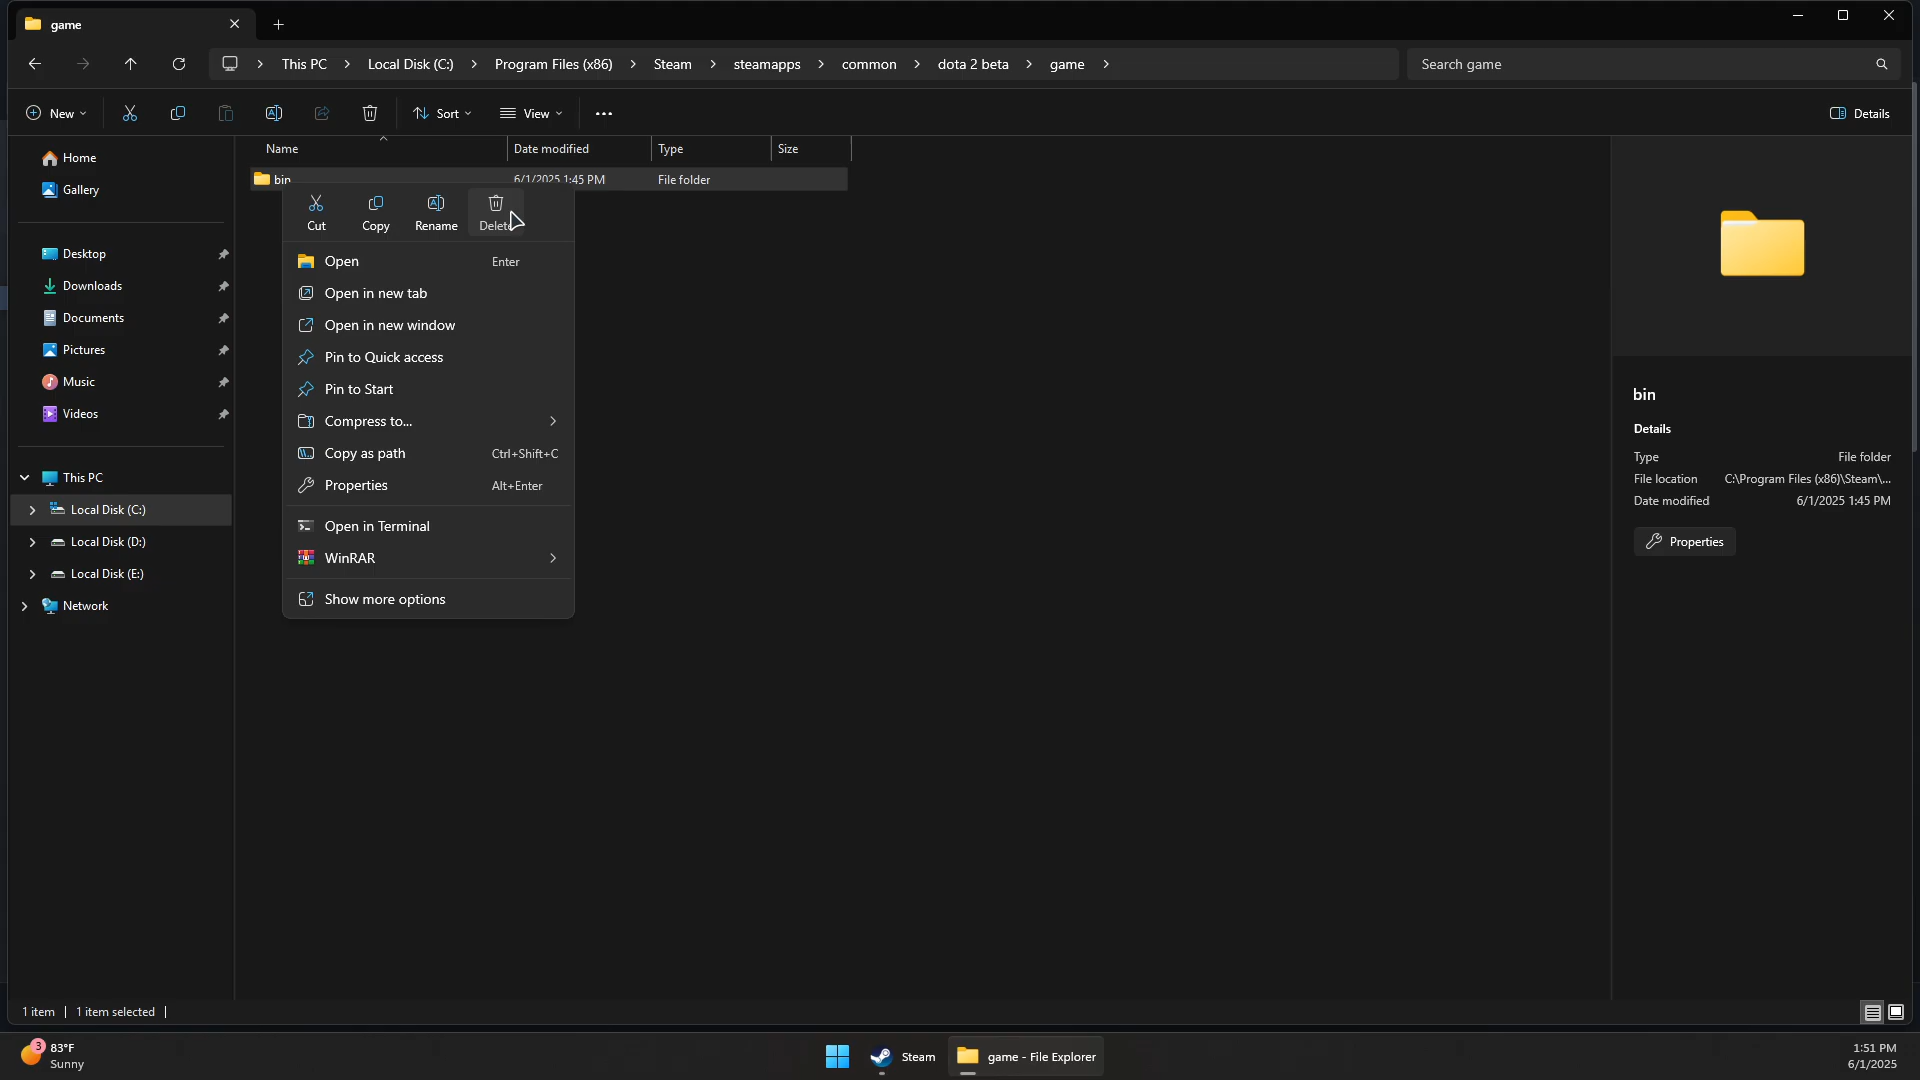 game
This PC
Local Disk (C:)
Program Files (x86)
Steam
steamapps
common
dota 2 beta
game
Search game
New
Sort
View
Details
Name
Date modified
Type
Size
Home
Gallery
Desktop
Downloads
Documents
Pictures
Music
Videos
This PC
Local Disk (C:)
Local Disk (D:)
Local Disk (E:)
Network
bin
6/1/2025 1:45 PM
File folder
Cut
Copy
Rename
Delete
Open
Enter
Open in new tab
Open in new window
Pin to Quick access
Pin to Start
Compress to...
Copy as path
Ctrl+Shift+C
Properties
Alt+Enter
Open in Terminal
WinRAR
Show more options
bin
Details
Type
File folder
File location
C:\Program Files (x86)\Steam\...
Date modified
6/1/2025 1:45 PM
Properties
1 item
1 item selected
3
83°F
Sunny
Steam
game - File Explorer
1:51 PM
6/1/2025